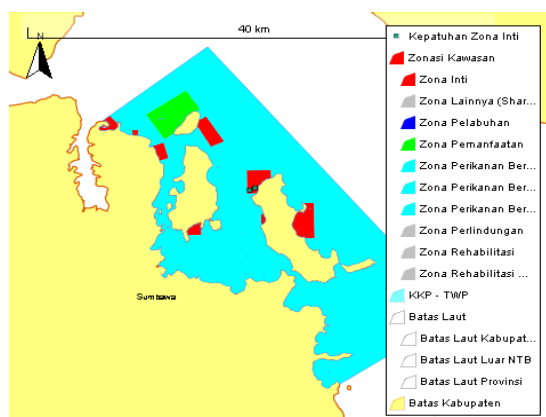 40 km
N
Sumbawa
Kepatuhan Zona Inti
Zonasi Kawasan
Zona Inti
Zona Lainnya (Shar...
Zona Pelabuhan
Zona Pemanfaatan
Zona Perikanan Ber...
Zona Perikanan Ber...
Zona Perikanan Ber...
Zona Perlindungan
Zona Rehabilitasi
Zona Rehabilitasi ...
KKP - TWP
Batas Laut
Batas Laut Kabupat...
Batas Laut Luar NTB
Batas Laut Provinsi
Batas Kabupaten